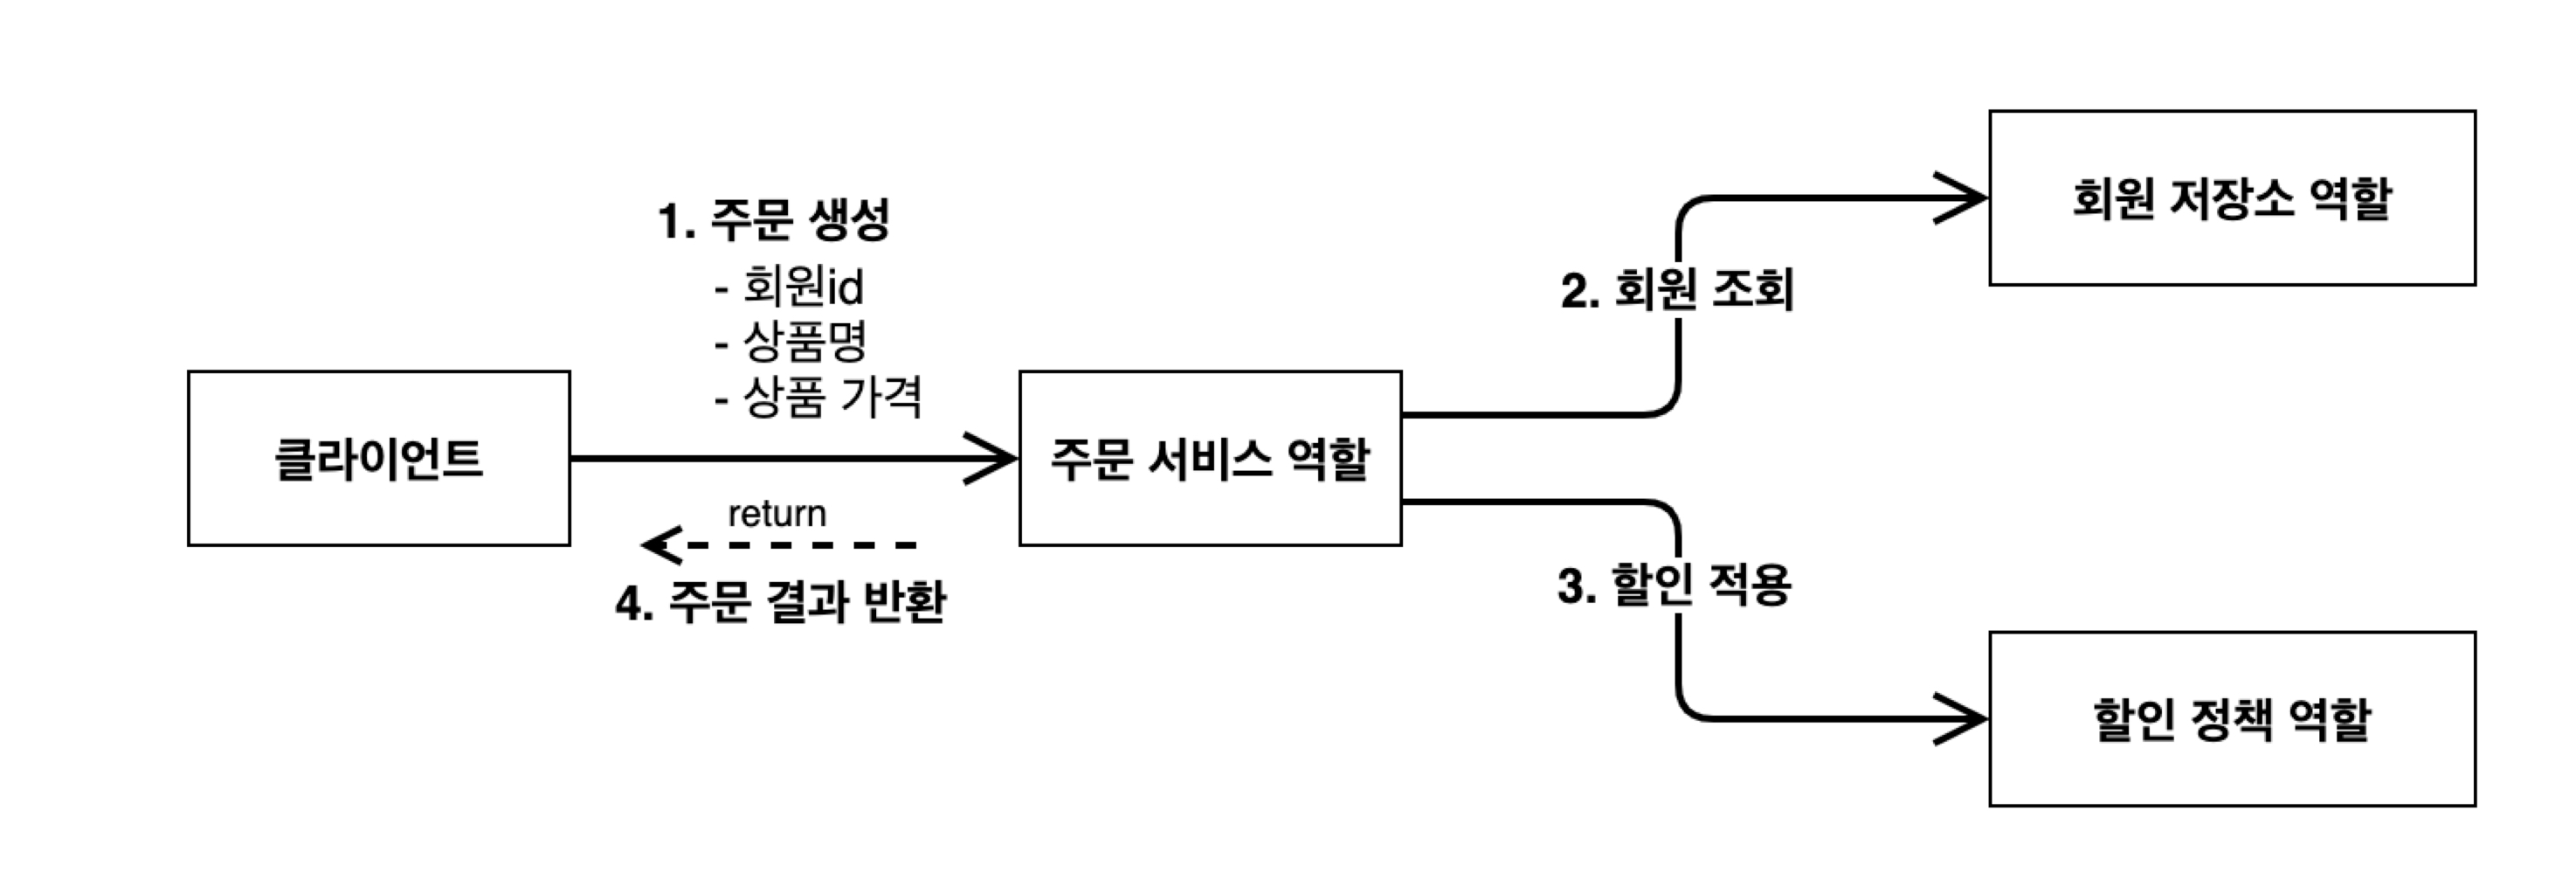 클라이언트
1. 주문 생성
- 회원id
- 상품명
- 상품 가격
return
4. 주문 결과 반환
주문 서비스 역할
2. 회원 조회
3. 할인 적용
회원 저장소 역할
할인 정책 역할